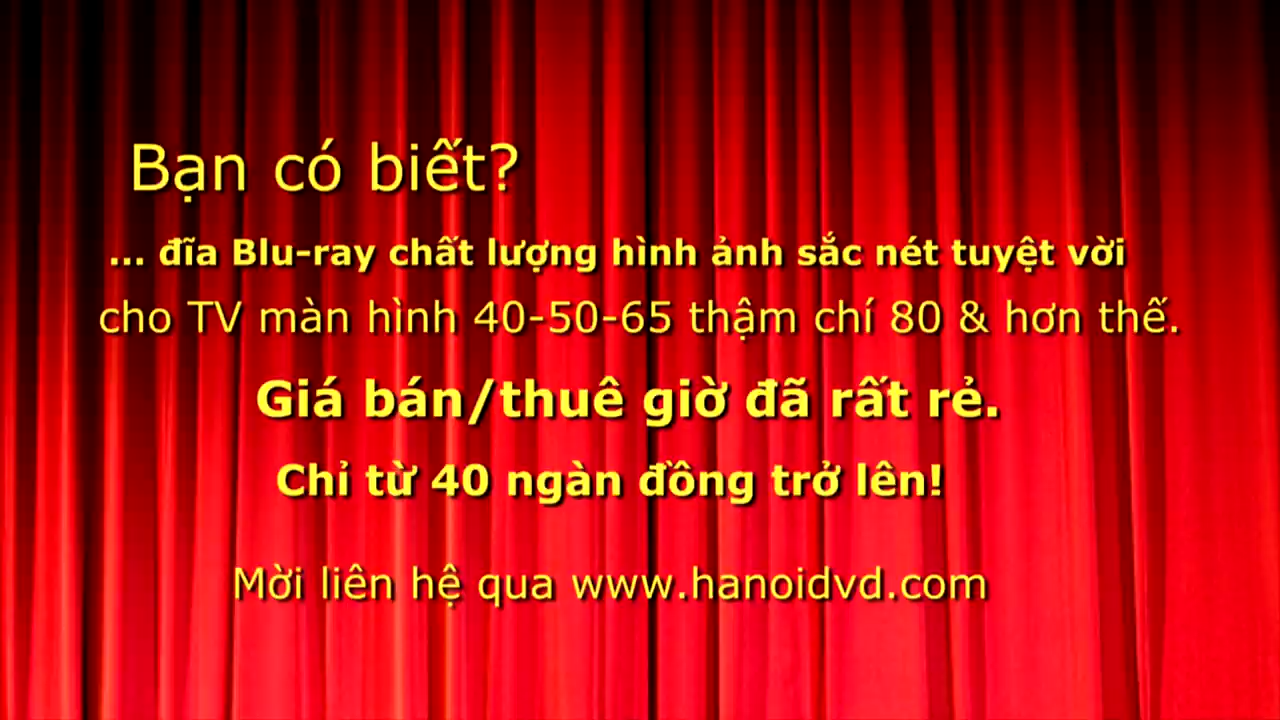 Bạn có biết?
... đĩa Blu-ray chất lượng hình ảnh sắc nét tuyệt vời
cho TV màn hình 40-50-65 thậm chí 80 & hơn thế.
Giá bán/thuê giờ đã rất rẻ.
Chỉ từ 40 ngàn đồng trở lên!
Mời liên hệ qua www.hanoidvd.com